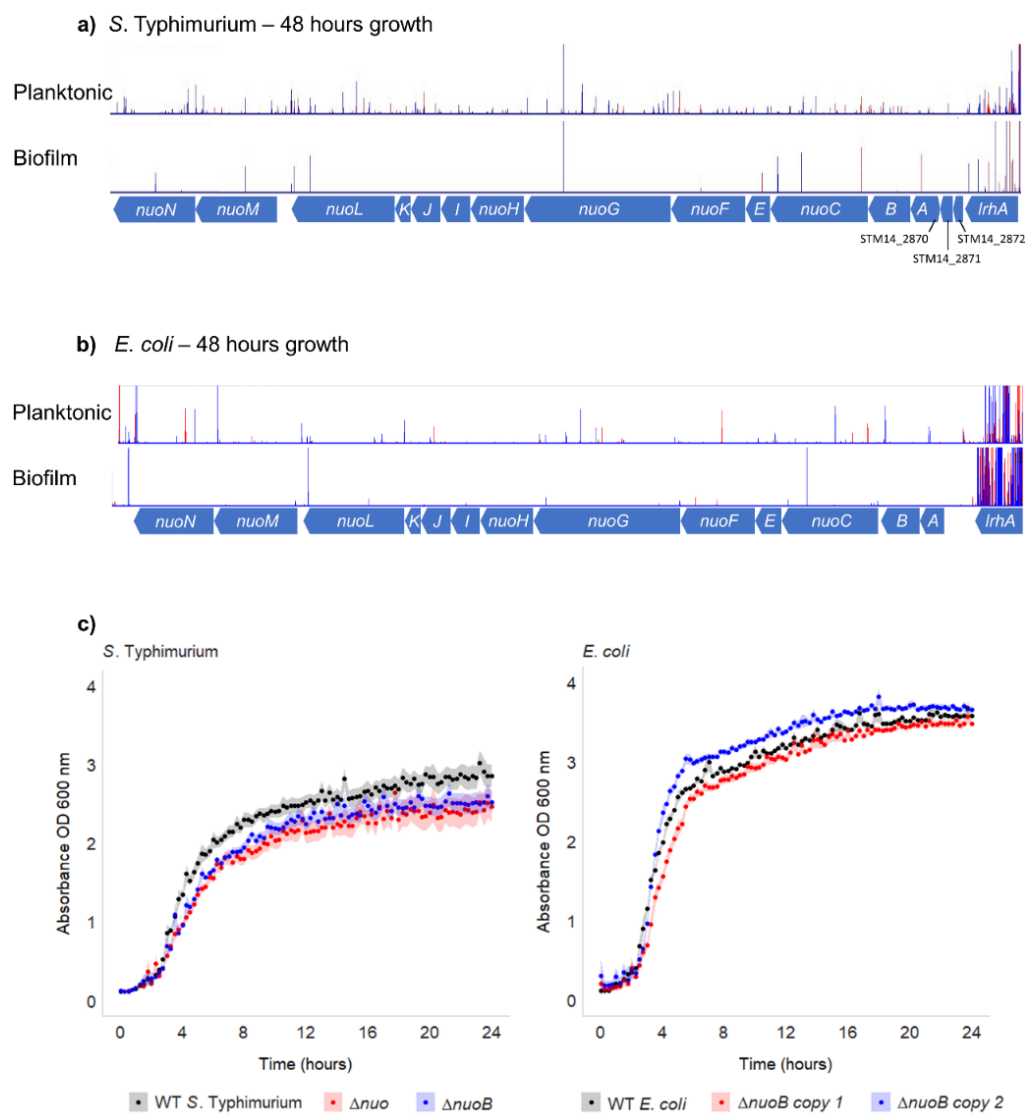 a) S. Typhimurium – 48 hours growth
Planktonic
Biofilm
nuoN nuoM nuoL K J I nuoH nuoG nuoF E nuoC B A lrhA
STM14_2870 STM14_2872
STM14_2871
b) E. coli – 48 hours growth
Planktonic
Biofilm
nuoN nuoM nuoL K J I nuoH nuoG nuoF E nuoC B A lrhA
c)
S. Typhimurium
4
3
2
1
0
Absorbance OD 600 nm
0 4 8 12 16 20 24
Time (hours)
WT S. Typhimurium Δnuo ΔnuoB
E. coli
4
3
2
1
0
Absorbance OD 600 nm
0 4 8 12 16 20 24
Time (hours)
WT E. coli ΔnuoB copy 1 ΔnuoB copy 2